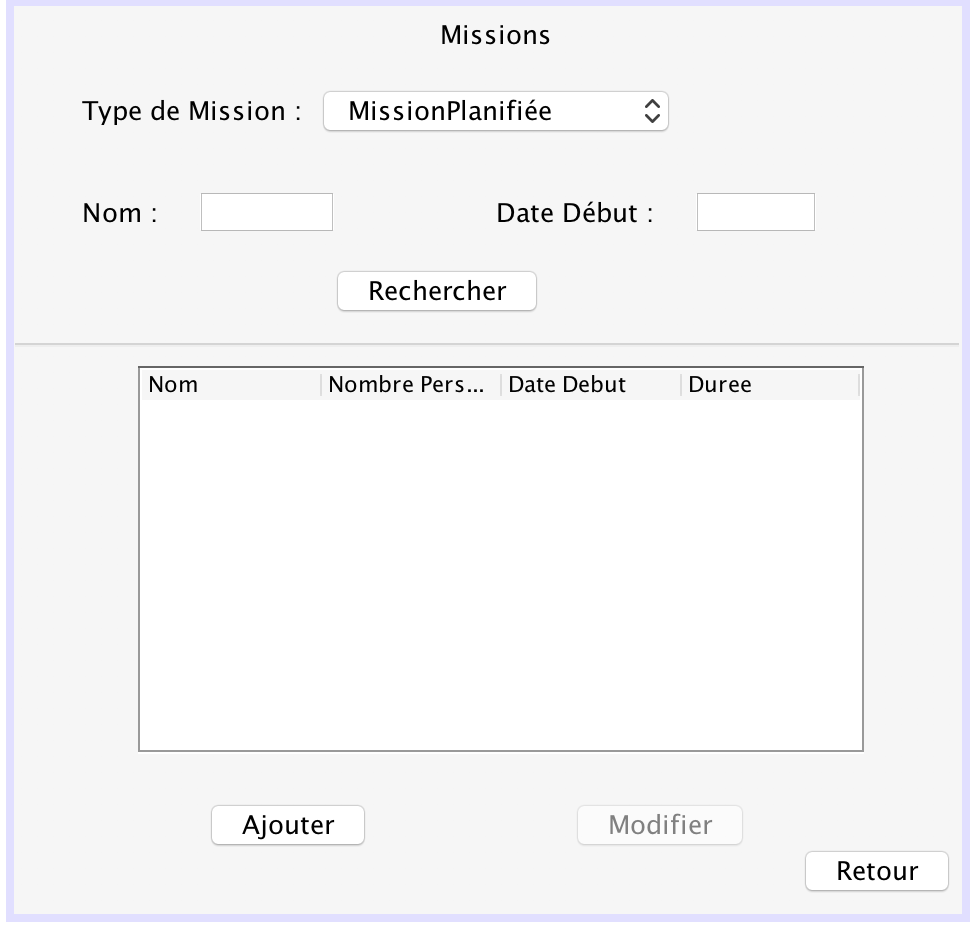 Missions
Type de Mission : MissionPlanifiée
Nom : Date Début :
Rechercher
Nom Nombre Pers... Date Debut Duree
Ajouter Modifier
Retour